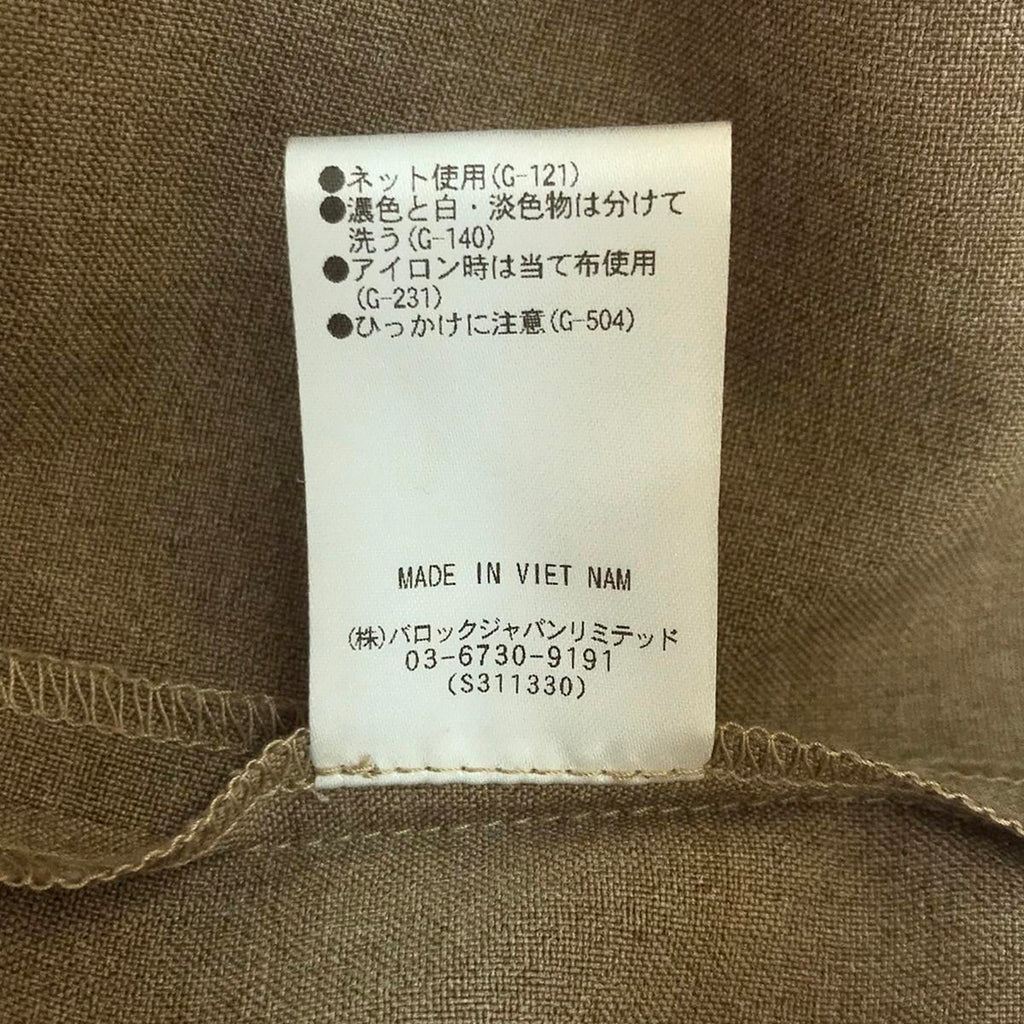 ●ネット使用(G-121)
●濃色と白・淡色物は分けて
洗う(G-140)
●アイロン時は当て布使用
(G-231)
●ひっかけに注意(G-504)
MADE IN VIET NAM
(株)バロックジャパンリミテッド
03-6730-9191
(S311330)